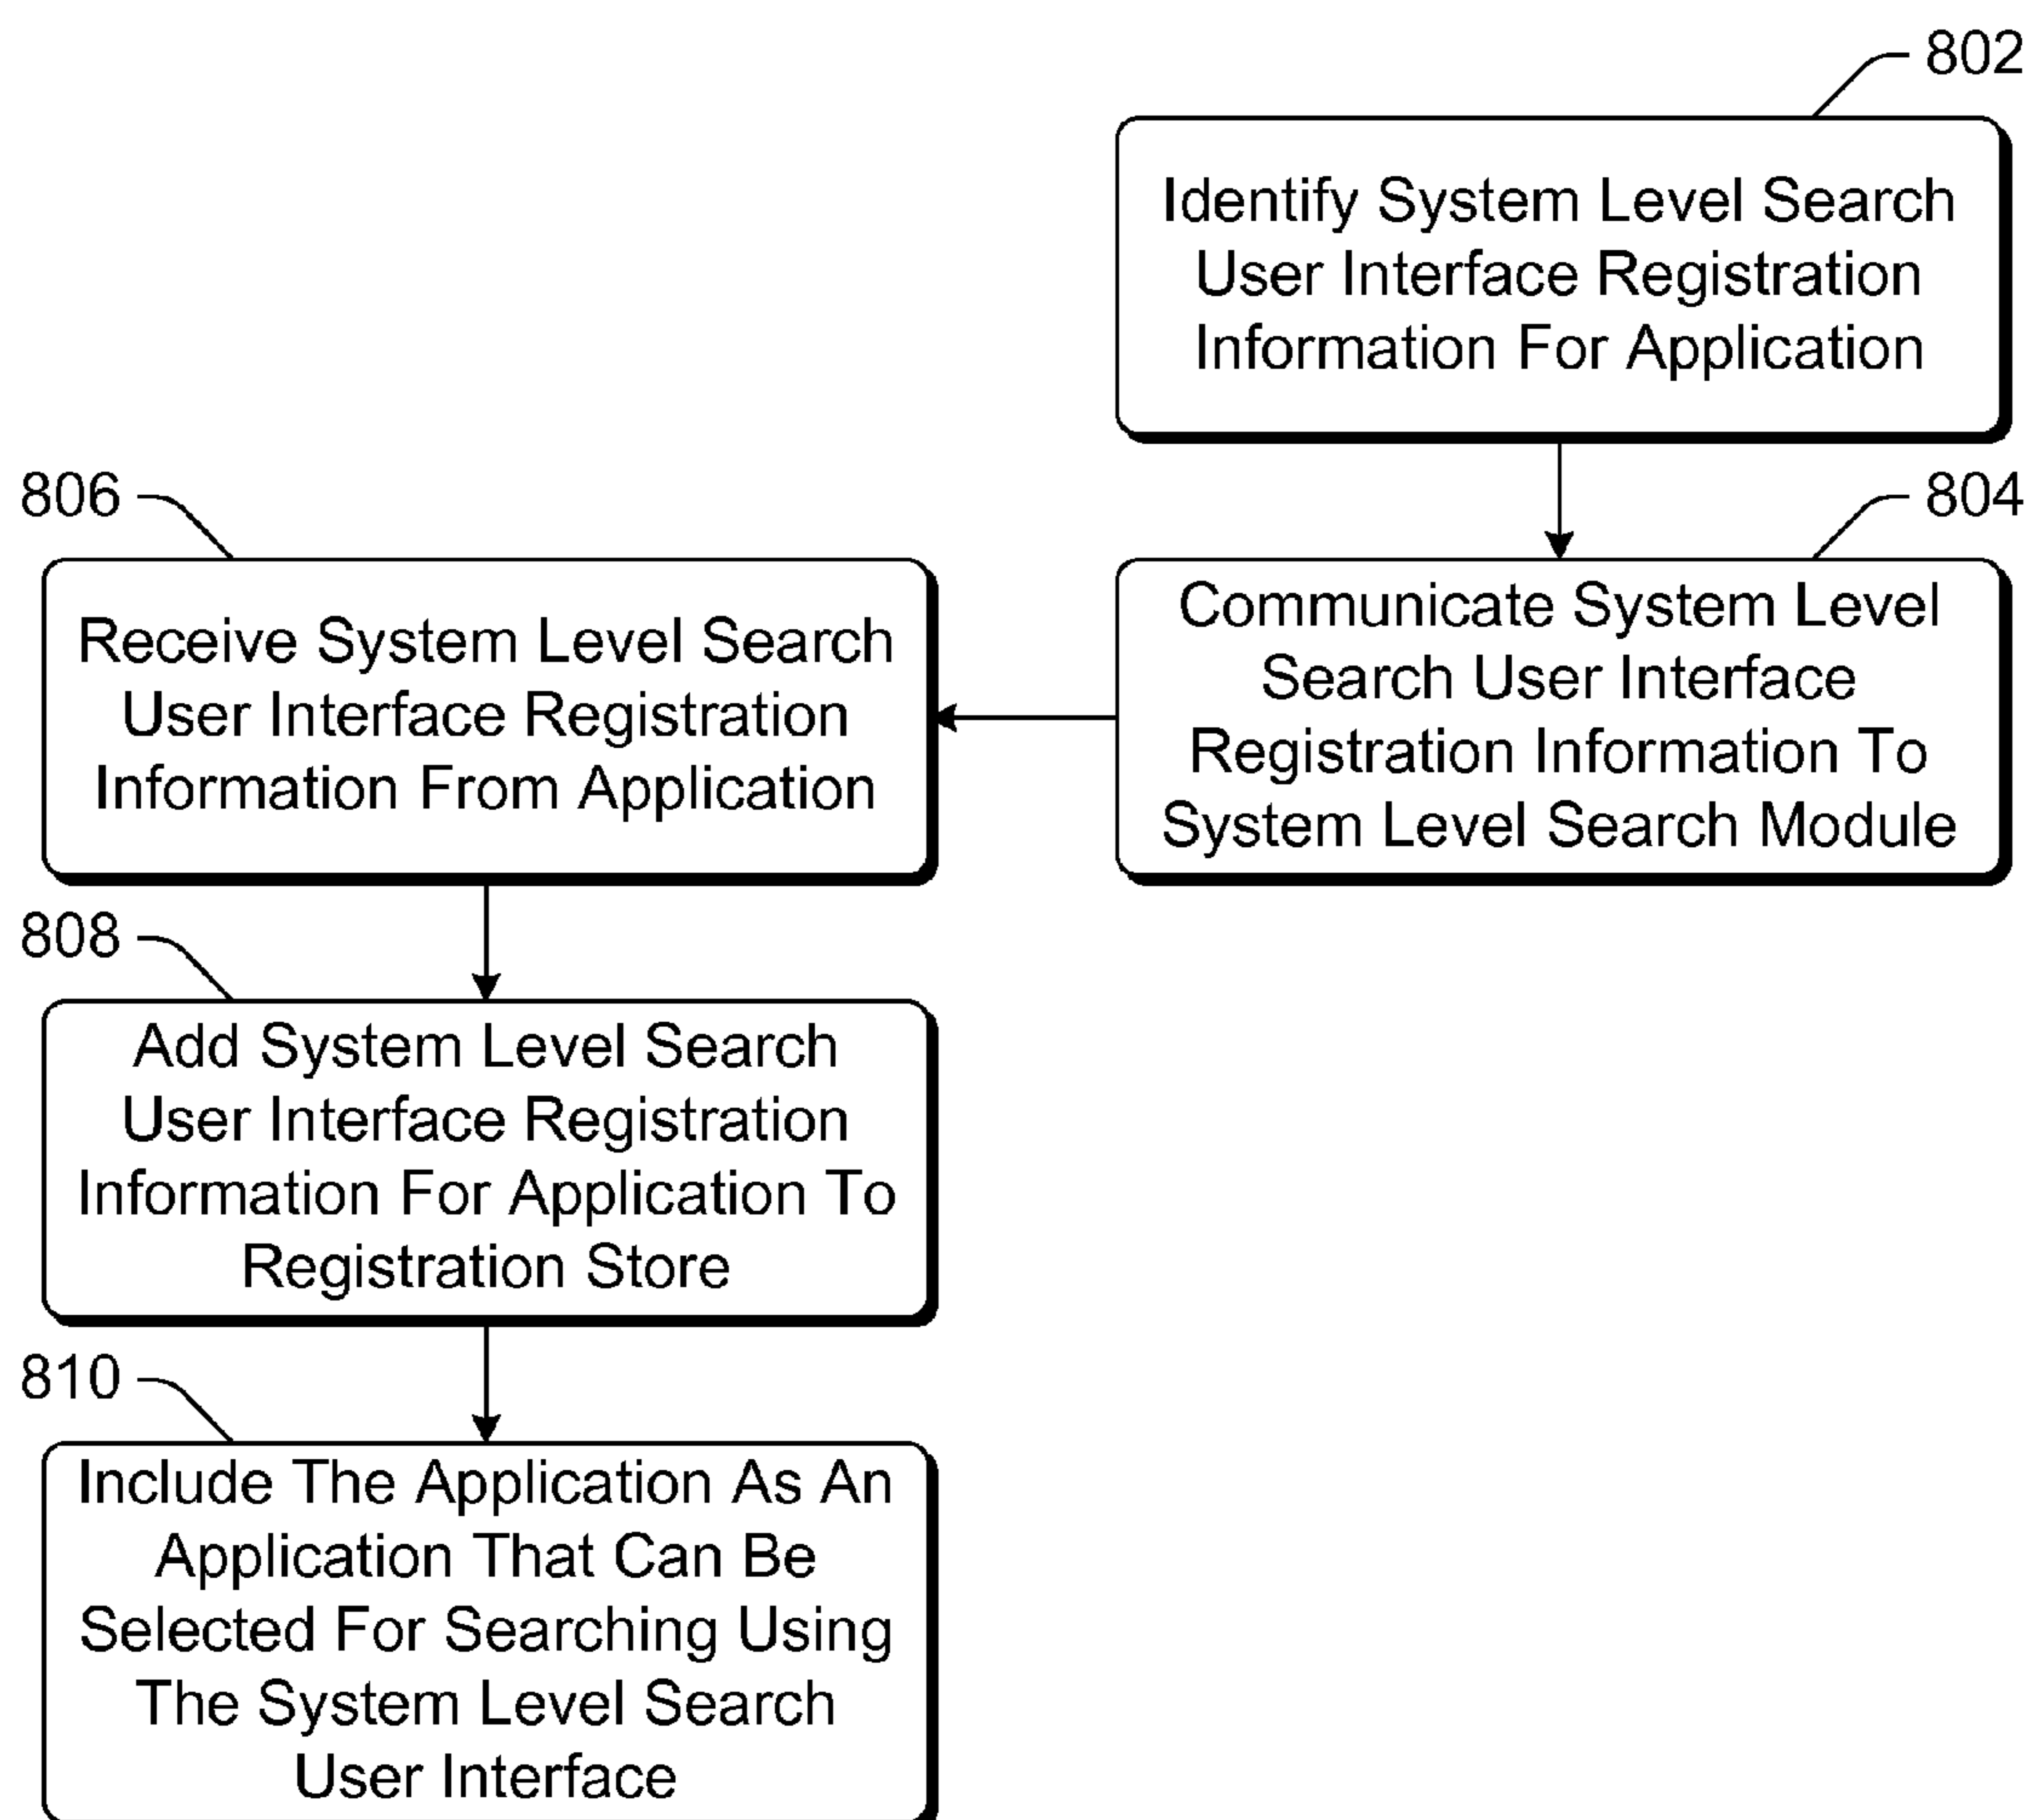 802
Identify System Level Search
User Interface Registration
Information For Application
804
Communicate System Level
Search User Interface
Registration Information To
System Level Search Module
806
Receive System Level Search
User Interface Registration
Information From Application
808
Add System Level Search
User Interface Registration
Information For Application To
Registration Store
810
Include The Application As An
Application That Can Be
Selected For Searching Using
The System Level Search
User Interface